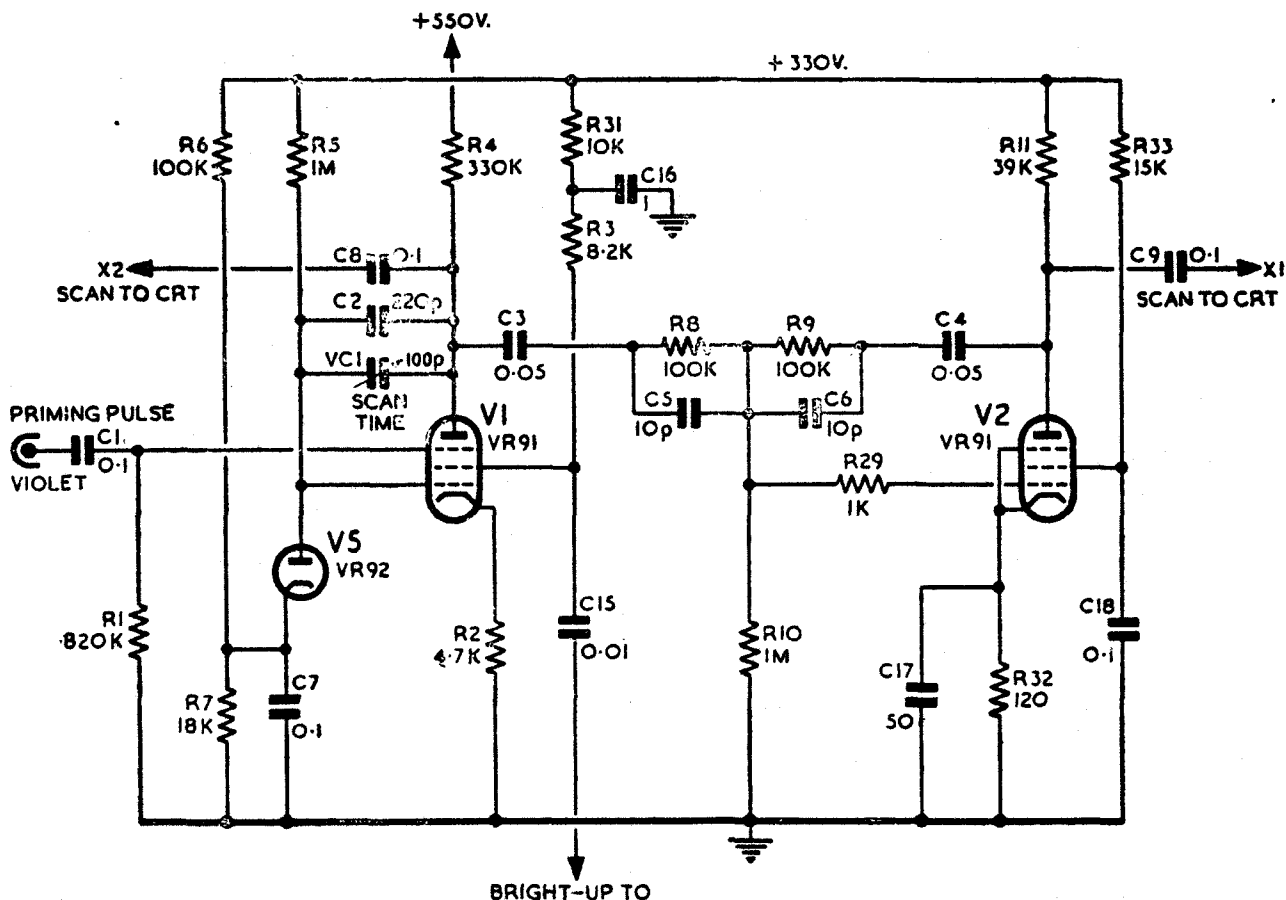 +550V.
+330V.
R6
100K
R5
1M
R4
330K
R31
10K
C16
1
R3
8.2K
R11
39K
R33
15K
X2
SCAN TO CRT
C8
0.1
C2
220p
VC1
100p
SCAN
TIME
C3
0.05
R8
100K
R9
100K
C4
0.05
C9
0.1
X1
SCAN TO CRT
C5
10p
C6
10p
PRIMING PULSE
C1
0.1
VIOLET
V1
VR91
V2
VR91
R29
1K
V5
VR92
R1
820K
R2
4.7K
C15
0.01
R10
1M
C18
0.1
R7
18K
C7
0.1
C17
50
R32
120
BRIGHT-UP TO